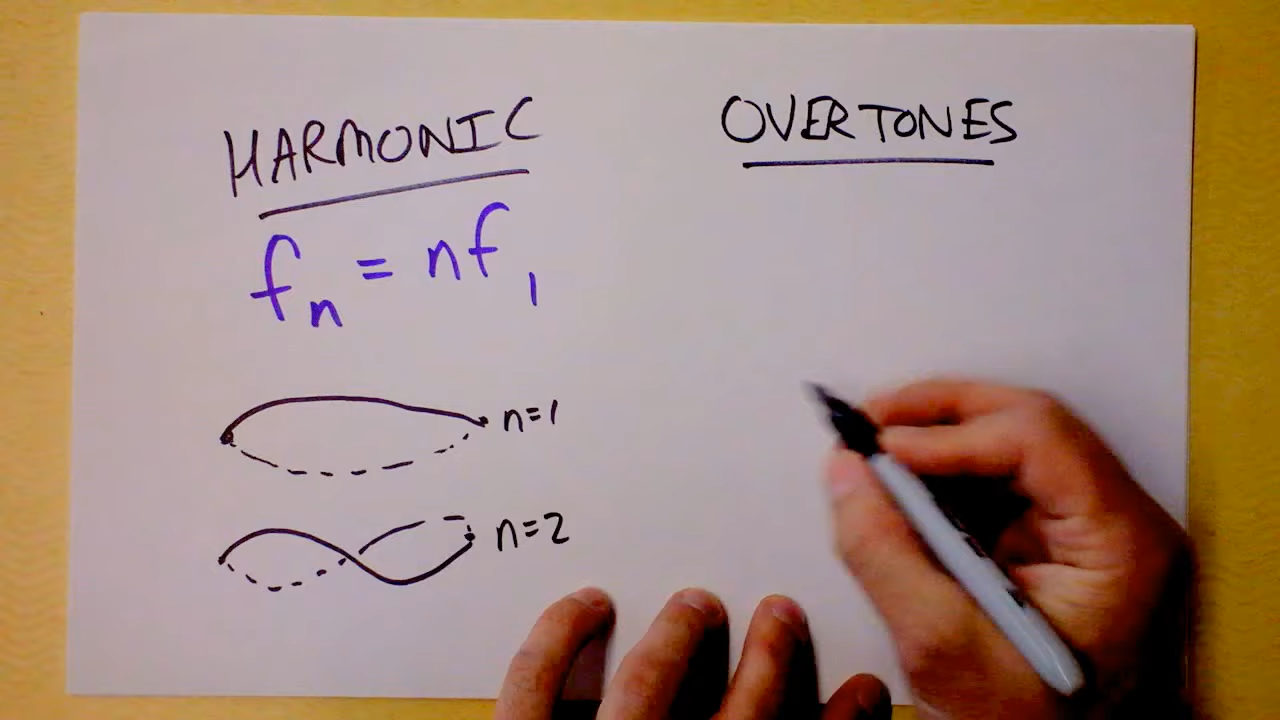 HARMONIC
fn = nf1
n=1
n=2
OVERTONES